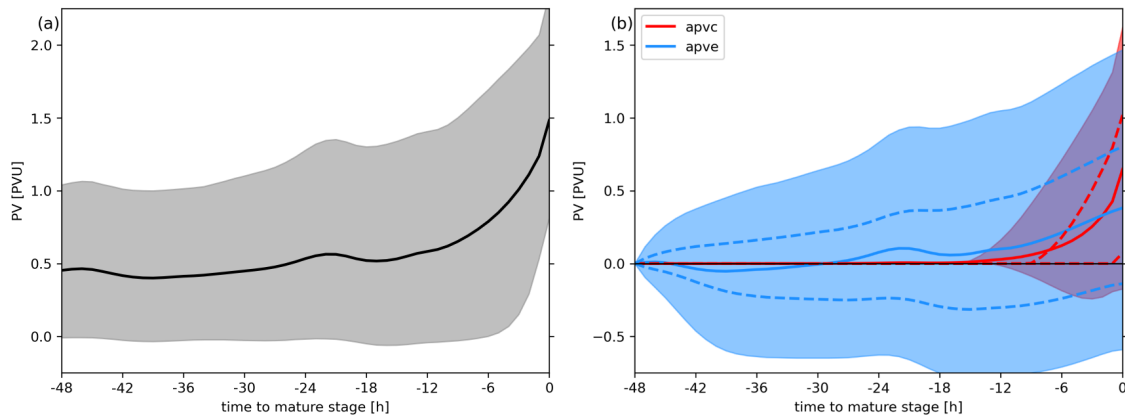 (a)
PV [PVU]
2.0
1.5
1.0
0.5
0.0
-48 -42 -36 -30 -24 -18 -12 -6 0
time to mature stage [h]
(b)
apvc
apve
PV [PVU]
1.5
1.0
0.5
0.0
−0.5
-48 -42 -36 -30 -24 -18 -12 -6 0
time to mature stage [h]